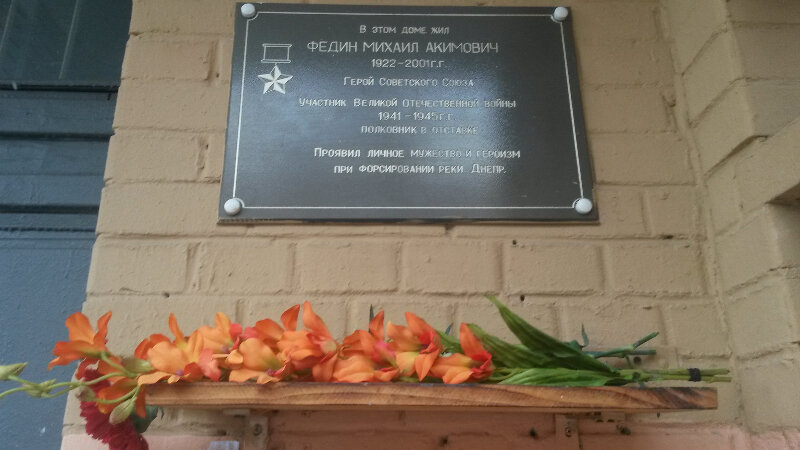 В этом доме жил
Федин Михаил Акимович
1922-2001г.г.
Герой Советского Союза
Участник Великой Отечественной войны
1941-1945г.г.
полковник в отставке
Проявил личное мужество и героизм
при форсировании реки Днепр.